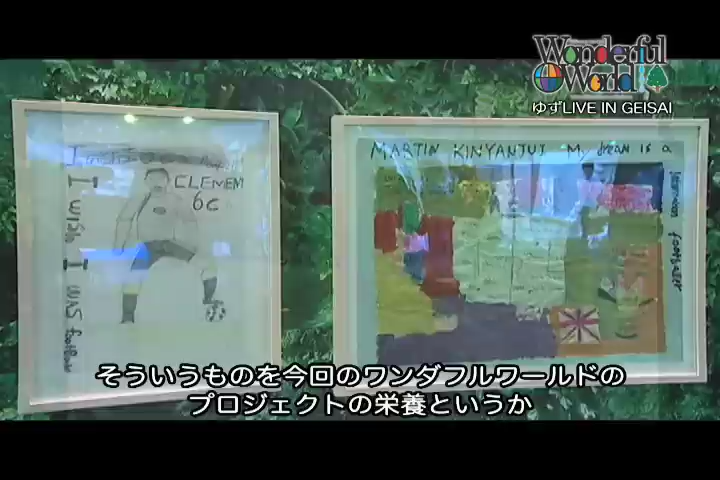 Wonderful
World!
ゆずLIVE IN GEISAI
MARTIN KINYANJUI My dream is a
footballer
CLEMEM
6C
I wish I was footballer
そういうものを今回のワンダフルワールドの
プロジェクトの栄養というか